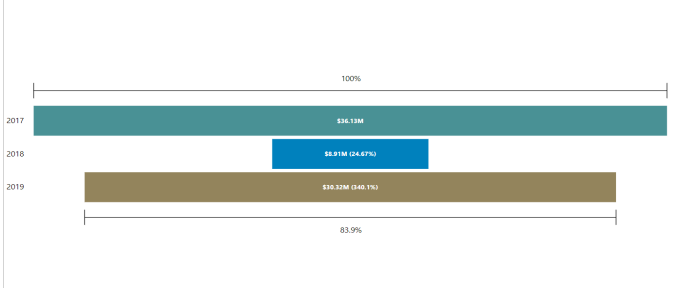 100%
2017 $36.13M
2018 $8.91M (24.67%)
2019 $30.32M (340.1%)
83.9%